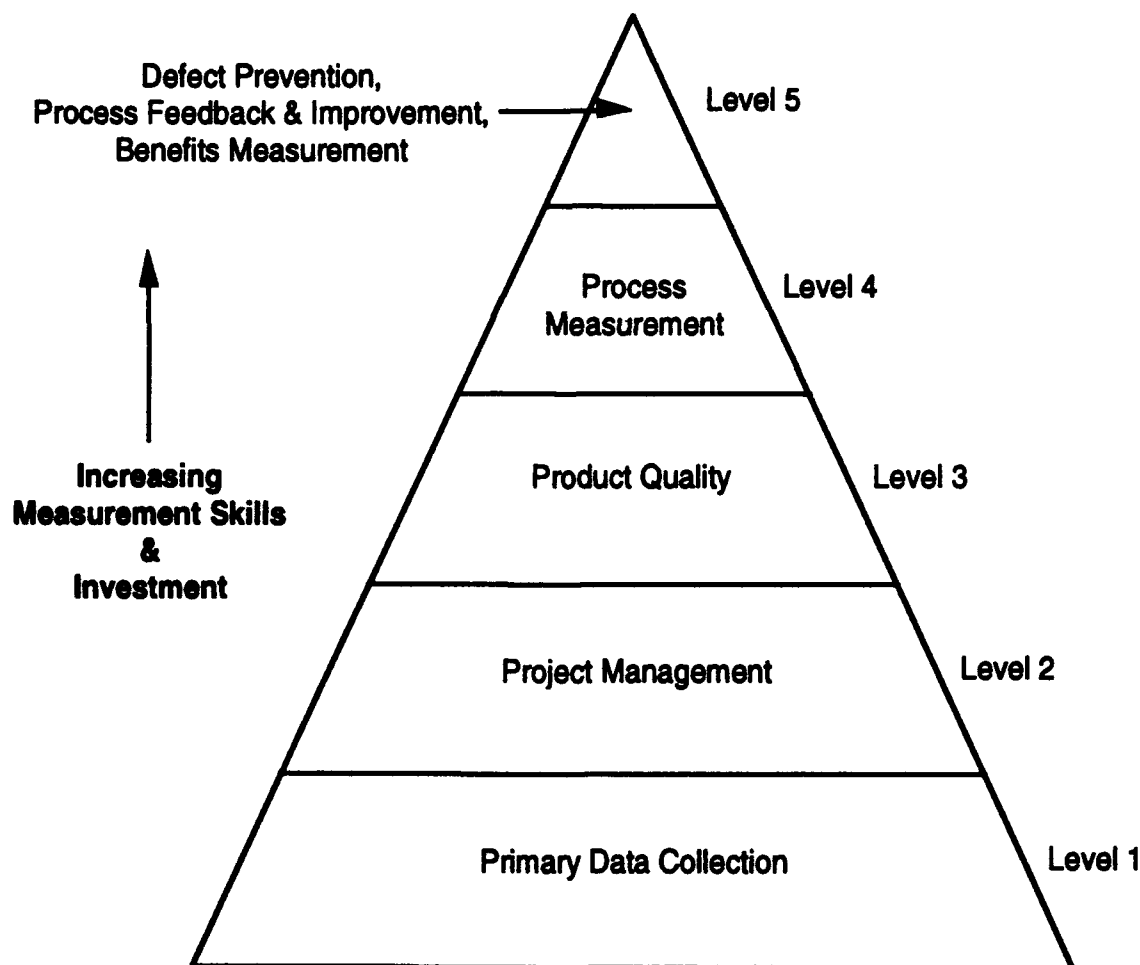 Defect Prevention,
Process Feedback & Improvement,
Benefits Measurement
Level 5
Process
Measurement
Level 4
Increasing
Measurement Skills
&
Investment
Product Quality
Level 3
Project Management
Level 2
Primary Data Collection
Level 1